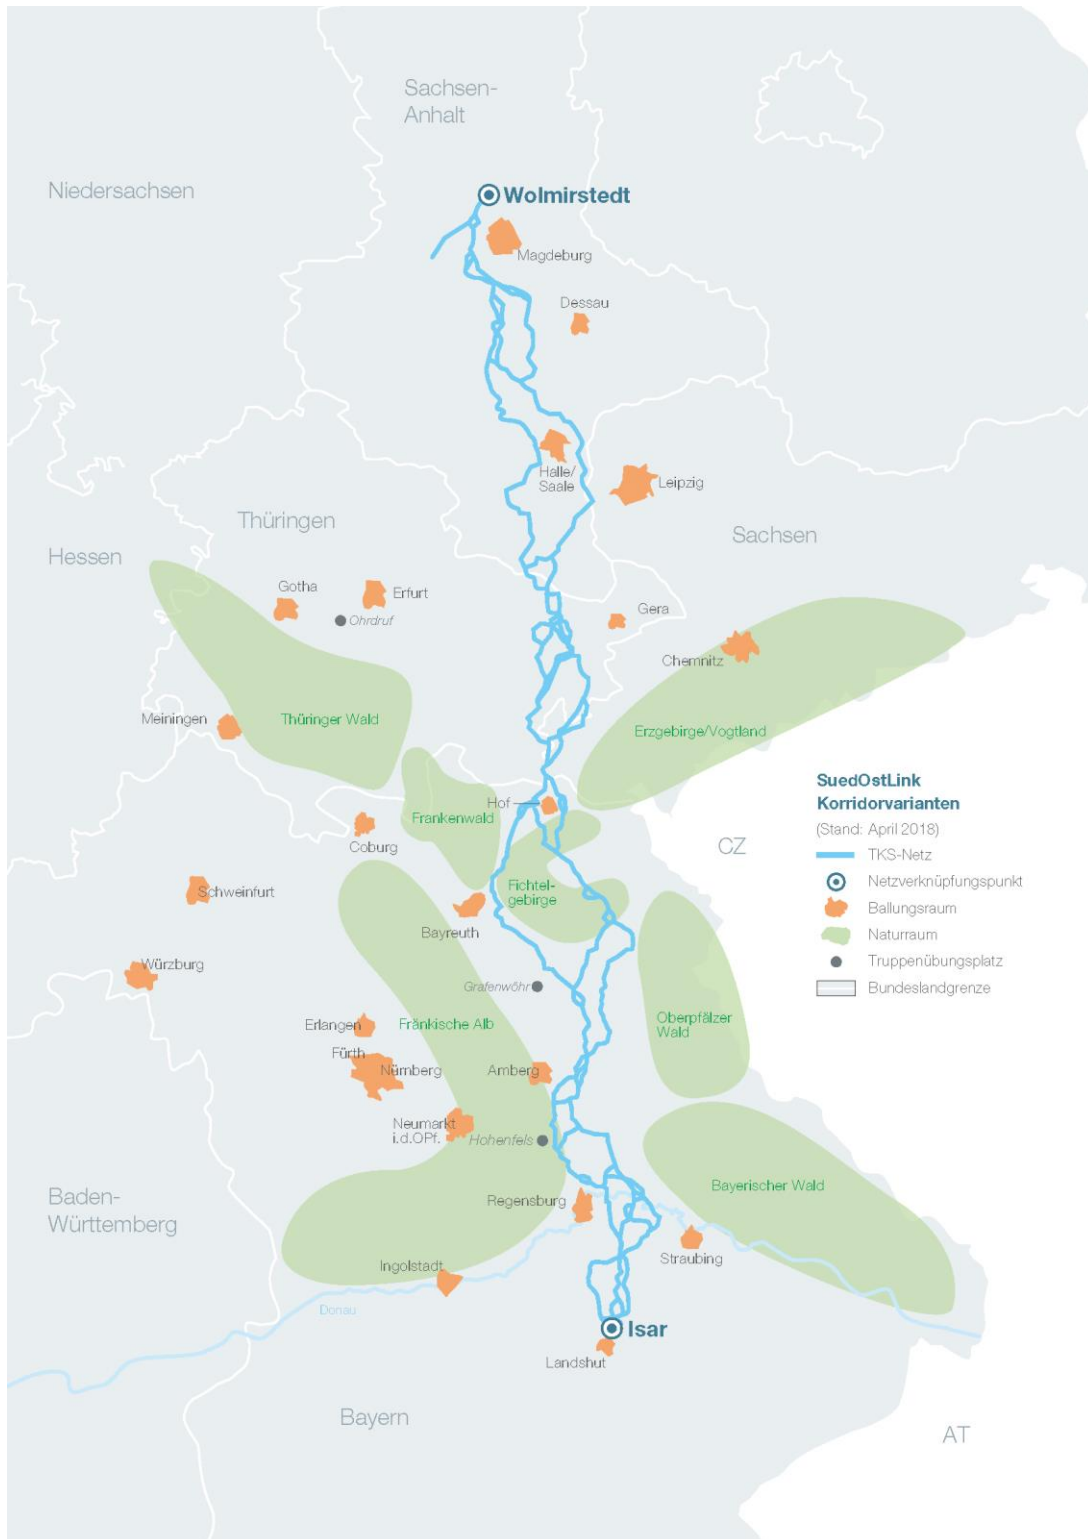 Sachsen-
Anhalt
Niedersachsen
Wolmirstedt
Magdeburg
Dessau
Halle/
Saale
Leipzig
Thüringen
Sachsen
Hessen
Gotha
Erfurt
Ohrdruf
Gera
Chemnitz
Meiningen
Thüringer Wald
Erzgebirge/Vogtland
Hof
Frankenwald
Coburg
SuedOstLink
Korridorvarianten
(Stand: April 2018)
TKS-Netz
Netzverknüpfungspunkt
Ballungsraum
Naturraum
Truppenübungsplatz
Bundeslandgrenze
CZ
Schweinfurt
Fichtel-
gebirge
Bayreuth
Würzburg
Grafenwöhr
Erlangen
Fränkische Alb
Oberpfälzer
Wald
Fürth
Nürnberg
Amberg
Neumarkt
i.d.OPf.
Hohenfels
Baden-
Württemberg
Regensburg
Bayerischer Wald
Straubing
Ingolstadt
Donau
Isar
Landshut
Bayern
AT